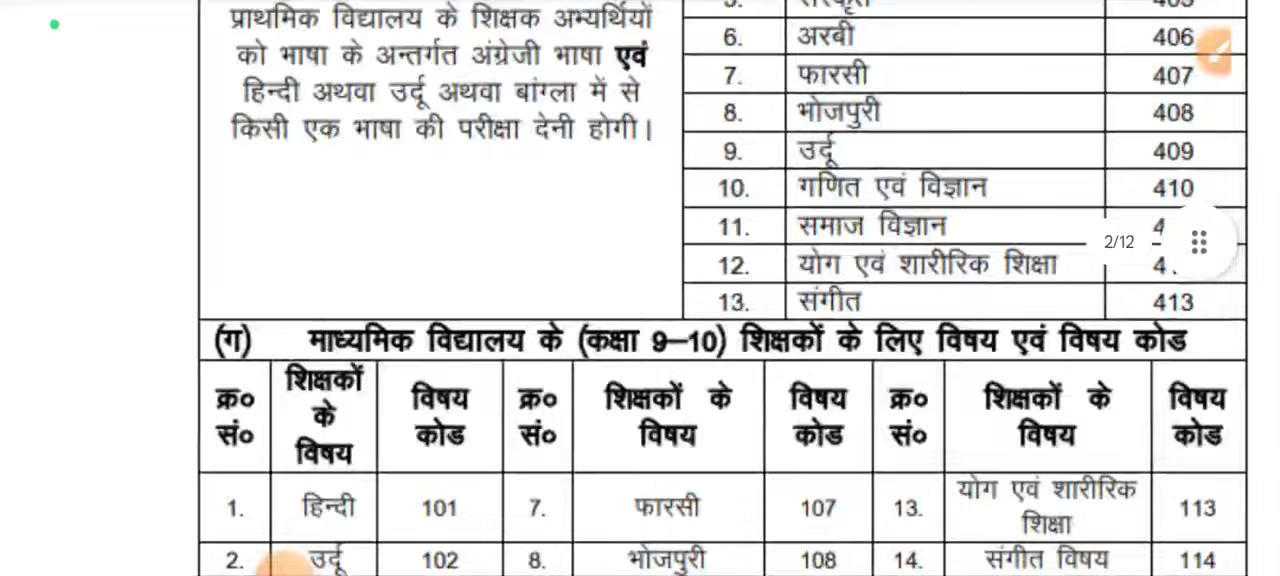 प्राथमिक विद्यालय के शिक्षक अभ्यर्थियों
को भाषा के अन्तर्गत अंग्रेजी भाषा एवं
हिन्दी अथवा उर्दू अथवा बांग्ला में से
किसी एक भाषा की परीक्षा देनी होगी।
6. अरबी 406
7. फारसी 407
8. भोजपुरी 408
9. उर्दू 409
10. गणित एवं विज्ञान 410
11. समाज विज्ञान 4
2/12
12. योग एवं शारीरिक शिक्षा 4
13. संगीत 413
(ग) माध्यमिक विद्यालय के (कक्षा 9–10) शिक्षकों के लिए विषय एवं विषय कोड
क्र० सं० शिक्षकों के विषय विषय कोड क्र० सं० शिक्षकों के विषय विषय कोड क्र० सं० शिक्षकों के विषय विषय कोड
1. हिन्दी 101 7. फारसी 107 13. योग एवं शारीरिक शिक्षा 113
2. उर्दू 102 8. भोजपुरी 108 14. संगीत विषय 114